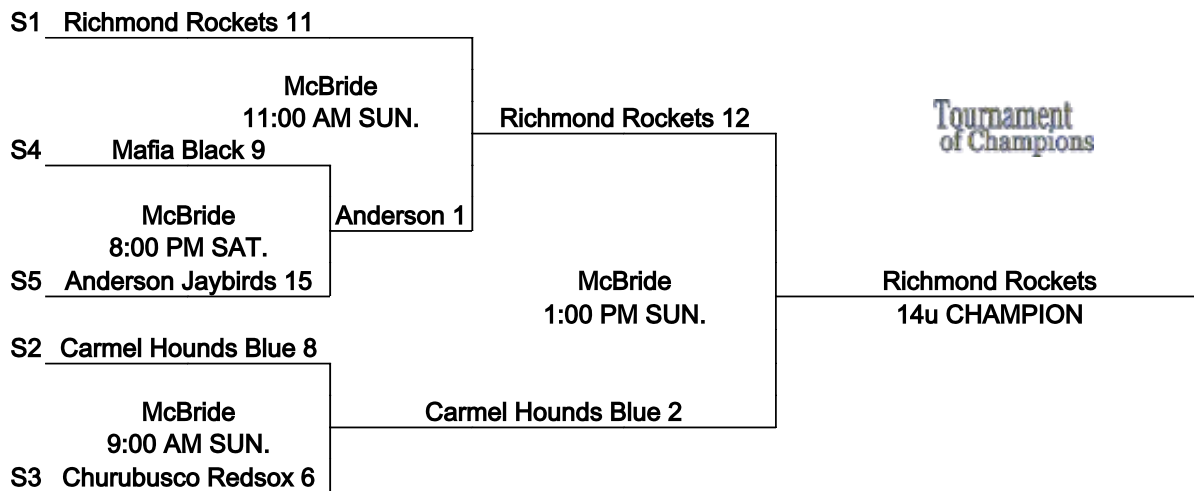 S1 Richmond Rockets 11
McBride
11:00 AM SUN.
Richmond Rockets 12
Tournament
of Champions
S4 Mafia Black 9
McBride
8:00 PM SAT.
Anderson 1
S5 Anderson Jaybirds 15
McBride
1:00 PM SUN.
Richmond Rockets
14u CHAMPION
S2 Carmel Hounds Blue 8
McBride
9:00 AM SUN.
Carmel Hounds Blue 2
S3 Churubusco Redsox 6